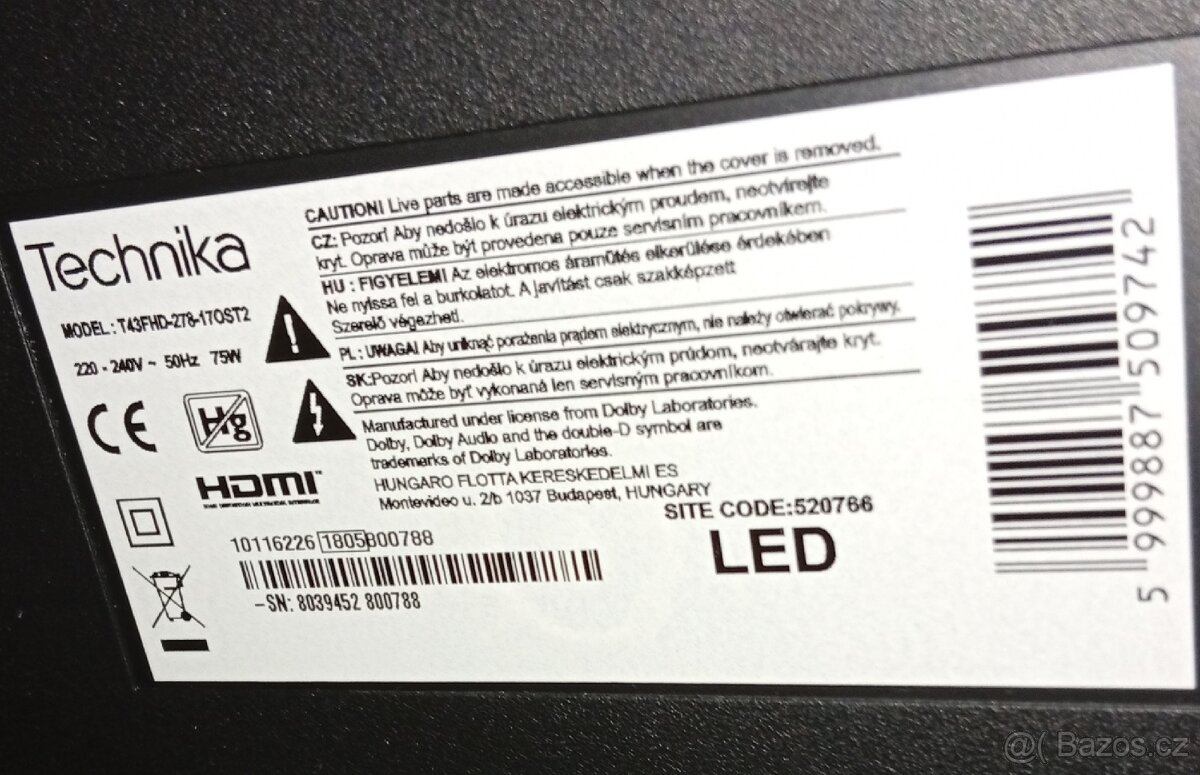 Technika
MODEL: T43FHD-278-17OST2
220 - 240V ~ 50Hz 75W
CE
Hg
HDMI™
CAUTION! Live parts are made accessible when the cover is removed.
CZ: Pozor! Aby nedošlo k úrazu elektrickým proudem, neotvírejte
kryt. Oprava může být provedena pouze servisním pracovníkem.
HU : FIGYELEM! Az elektromos áramütés elkerülése érdekében
Ne nyissa fel a burkolatot. A javítást csak szakképzett
Szerelő végezheti.
PL : UWAGA! Aby uniknąć porażenia prądem elektrycznym, nie należy otwierać pokrywy.
SK:Pozor! Aby nedošlo k úrazu elektrickým prúdom, neotvárajte kryt.
Oprava môže byť vykonaná len servisným pracovníkom.
Manufactured under license from Dolby Laboratories.
Dolby, Dolby Audio and the double-D symbol are
trademarks of Dolby Laboratories.
HUNGARO FLOTTA KERESKEDELMI ES
Montevideo u. 2/b 1037 Budapest, HUNGARY
SITE CODE:520766
LED
10116226 1805B00788
-SN: 8039452 800788
5 999887 509742
@( Bazos.cz